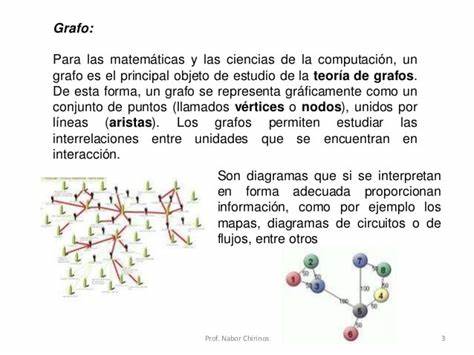 Grafo:
Para las matemáticas y las ciencias de la computación, un
grafo es el principal objeto de estudio de la teoría de grafos.
De esta forma, un grafo se representa gráficamente como un
conjunto de puntos (llamados vértices o nodos), unidos por
líneas (aristas). Los grafos permiten estudiar las
interrelaciones entre unidades que se encuentran en
interacción.
Son diagramas que si se interpretan
en forma adecuada proporcionan
información, como por ejemplo los
mapas, diagramas de circuitos o de
flujos, entre otros
2
7
8
1
3
4
5
6
100
100
Prof. Nabor Chirinos
3